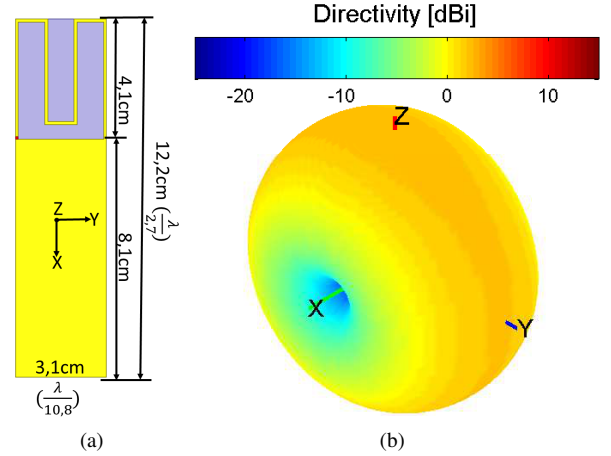 Directivity [dBi]
-20 -10 0 10
4,1cm
12,2cm (λ/2,7)
8,1cm
Z
Y
X
3,1cm
(λ/10,8)
Z
X
Y
(a)
(b)